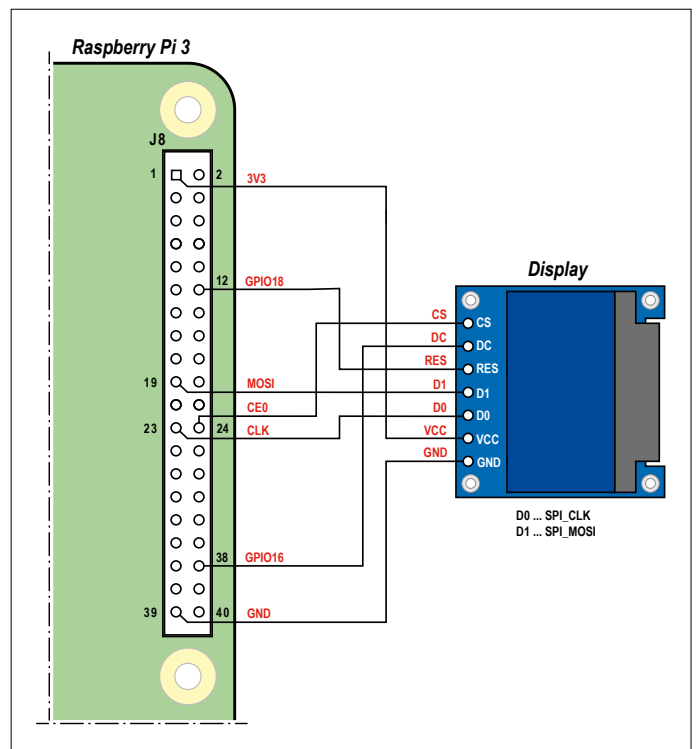 Raspberry Pi 3
J8
1 2 3V3
12 GPIO18
Display
CS CS
DC DC
RES RES
19 MOSI D1 D1
CE0 D0 D0
23 24 CLK VCC VCC
GND GND
D0 ... SPI_CLK
D1 ... SPI_MOSI
38 GPIO16
39 40 GND